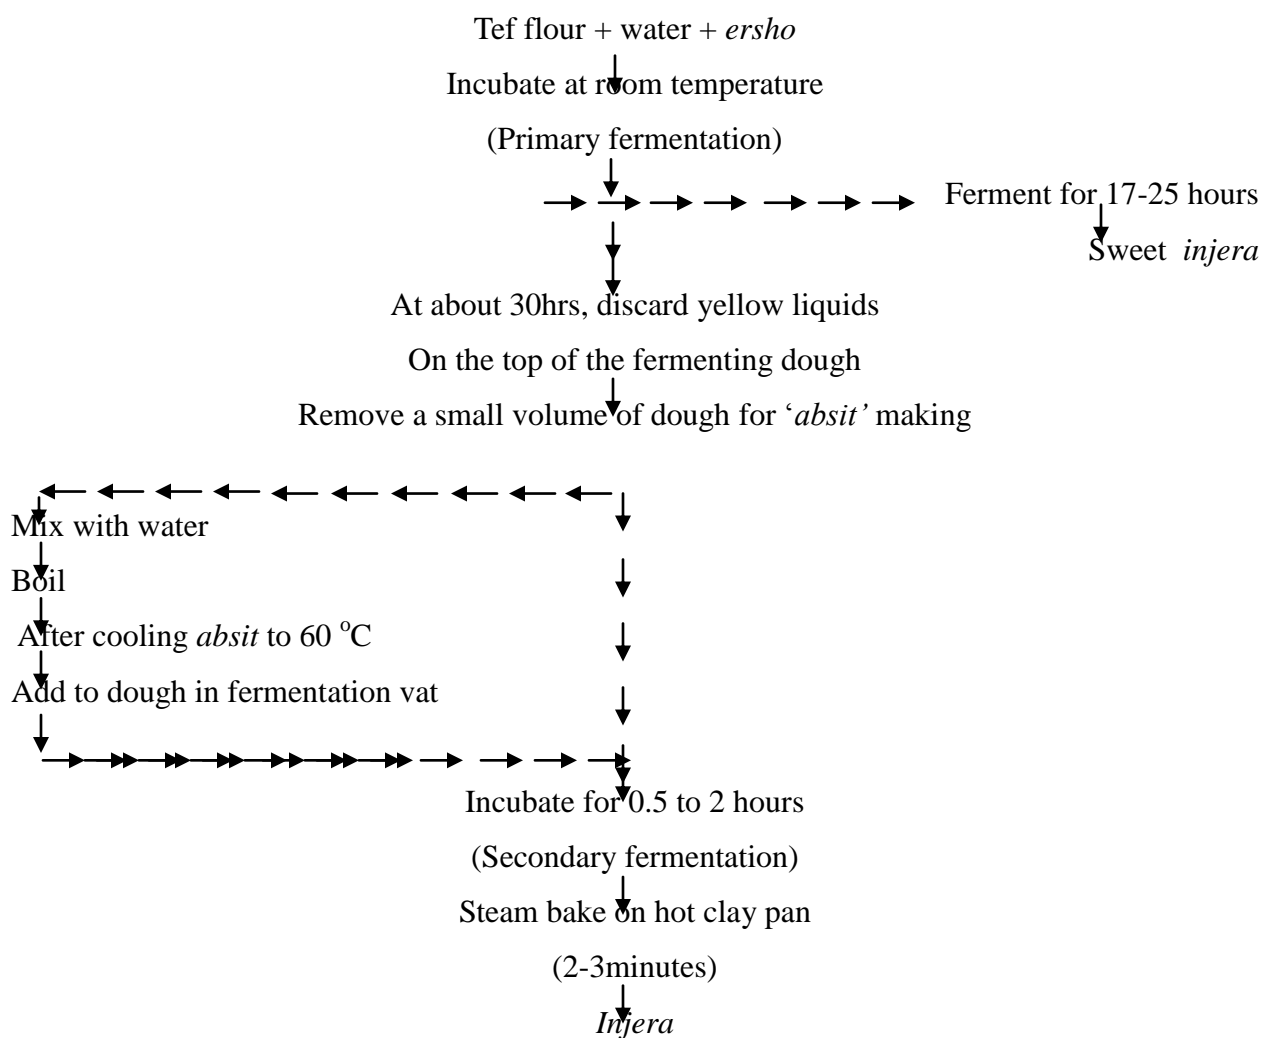 Tef flour + water + ersho
Incubate at room temperature
(Primary fermentation)
Ferment for 17-25 hours
Sweet injera
At about 30hrs, discard yellow liquids
On the top of the fermenting dough
Remove a small volume of dough for ‘absit’ making
Mix with water
Boil
After cooling absit to 60 oC
Add to dough in fermentation vat
Incubate for 0.5 to 2 hours
(Secondary fermentation)
Steam bake on hot clay pan
(2-3minutes)
Injera